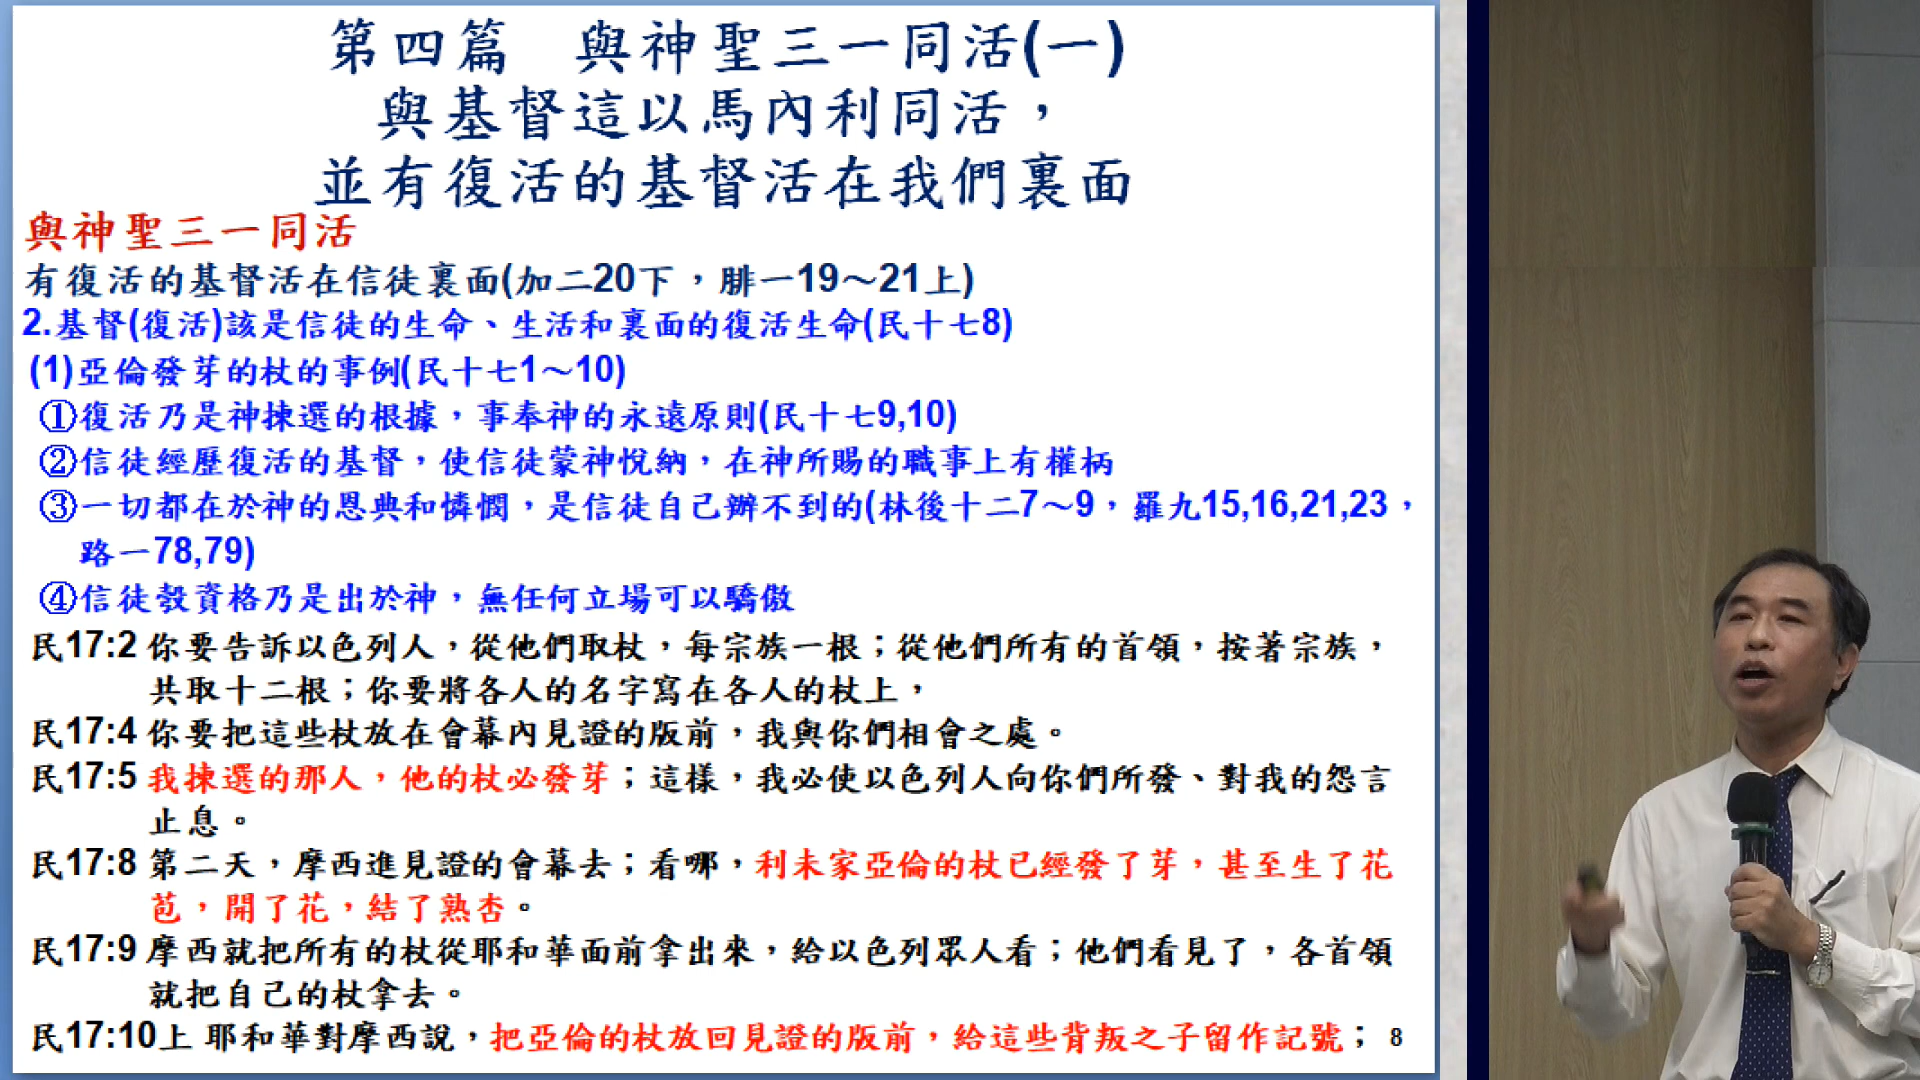 第四篇　與神聖三一同活(一)
與基督這以馬內利同活，
並有復活的基督活在我們裏面
與神聖三一同活
有復活的基督活在信徒裏面(加二20下，腓一19～21上)
2.基督(復活)該是信徒的生命、生活和裏面的復活生命(民十七8)
(1)亞倫發芽的杖的事例(民十七1～10)
①復活乃是神揀選的根據，事奉神的永遠原則(民十七9,10)
②信徒經歷復活的基督，使信徒蒙神悅納，在神所賜的職事上有權柄
③一切都在於神的恩典和憐憫，是信徒自己辦不到的(林後十二7～9，羅九15,16,21,23，
路一78,79)
④信徒彀資格乃是出於神，無任何立場可以驕傲
民17:2 你要告訴以色列人，從他們取杖，每宗族一根；從他們所有的首領，按著宗族，
共取十二根；你要將各人的名字寫在各人的杖上，
民17:4 你要把這些杖放在會幕內見證的版前，我與你們相會之處。
民17:5 我揀選的那人，他的杖必發芽；這樣，我必使以色列人向你們所發、對我的怨言
止息。
民17:8 第二天，摩西進見證的會幕去；看哪，利未家亞倫的杖已經發了芽，甚至生了花
苞，開了花，結了熟杏。
民17:9 摩西就把所有的杖從耶和華面前拿出來，給以色列眾人看；他們看見了，各首領
就把自己的杖拿去。
民17:10上 耶和華對摩西說，把亞倫的杖放回見證的版前，給這些背叛之子留作記號；
8